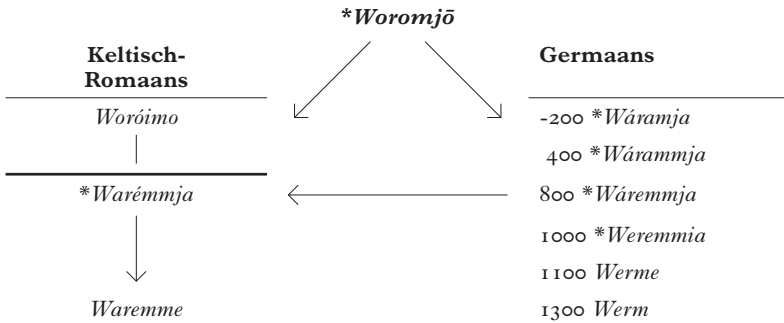 *Woromjō
Keltisch-
Romaans
Germaans
Woróimo
-200 *Wáramja
400 *Wárammja
*Warémmja
800 *Wáremmja
1000 *Weremmia
1100 Werme
Waremme
1300 Werm